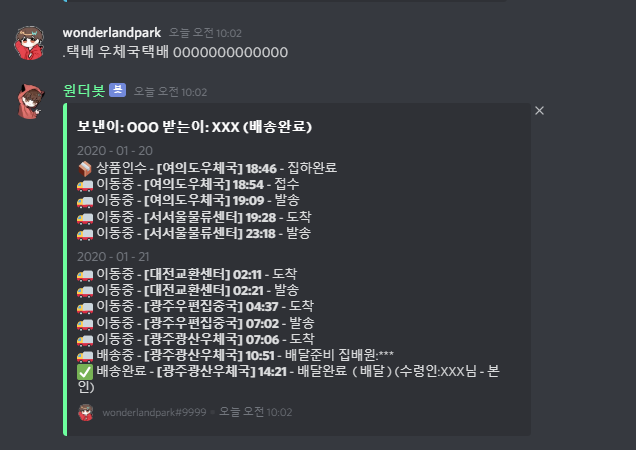 wonderlandpark 오늘 오전 10:02
.택배 우체국택배 0000000000000
원더봇 봇 오늘 오전 10:02
보낸이: OOO 받는이: XXX (배송완료)
2020 - 01 - 20
상품인수 - [여의도우체국] 18:46 - 집하완료
이동중 - [여의도우체국] 18:54 - 접수
이동중 - [여의도우체국] 19:09 - 발송
이동중 - [서서울물류센터] 19:28 - 도착
이동중 - [서서울물류센터] 23:18 - 발송
2020 - 01 - 21
이동중 - [대전교환센터] 02:11 - 도착
이동중 - [대전교환센터] 02:21 - 발송
이동중 - [광주우편집중국] 04:37 - 도착
이동중 - [광주우편집중국] 07:02 - 발송
이동중 - [광주광산우체국] 07:06 - 도착
배송중 - [광주광산우체국] 10:51 - 배달준비 집배원:***
배송완료 - [광주광산우체국] 14:21 - 배달완료 ( 배달 ) (수령인:XXX님 - 본
인)
wonderlandpark#9999 • 오늘 오전 10:02